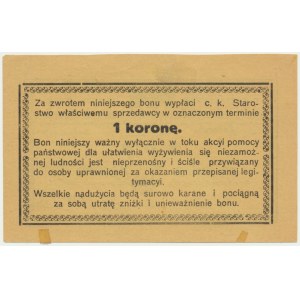 Za zwrotem niniejszego bonu wypłaci c. k. Staro-
stwo właściwemu sprzedawcy w oznaczonym terminie
1 koronę.
Bon niniejszy ważny wyłącznie w toku akcyi pomocy
państwowej dla ułatwienia wyżywienia się niezamoż-
nej ludności jest nieprzenośny i ściśle przywiązany
do osoby uprawnionej za okazaniem przepisanej legi-
tymacyi.
Wszelkie nadużycia będą surowo karane i pociągną
za sobą utratę zniżki i unieważnienie bonu.